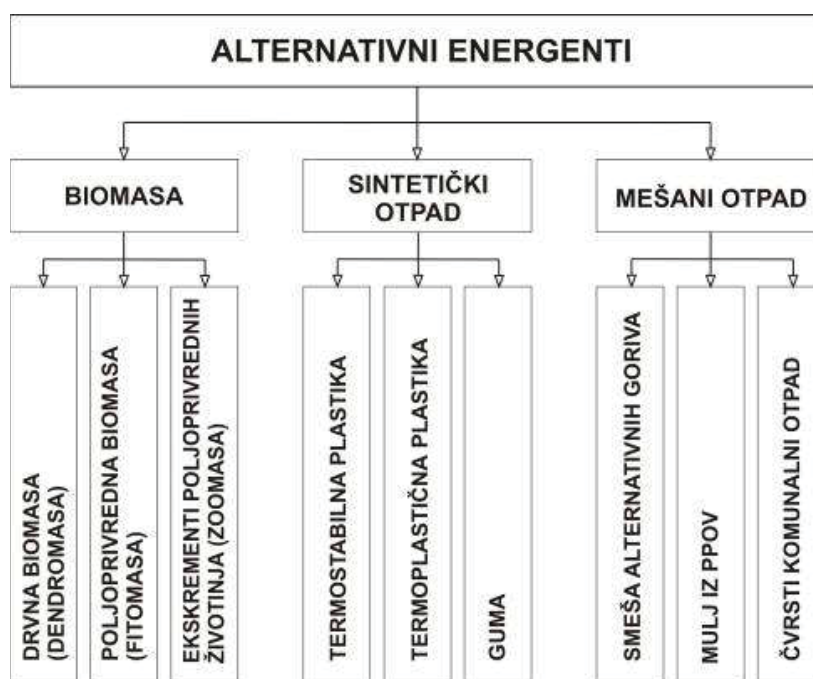 ALTERNATIVNI ENERGENTI
BIOMASA
SINTETIČKI
OTPAD
MEŠANI OTPAD
DRVNA BIOMASA
(DENDROMASA)
POLJOPRIVREDNA BIOMASA
(FITOMASA)
EKSKREMENTI POLJOPRIVREDNIH
ŽIVOTINJA (ZOOMASA)
TERMOSTABILNA PLASTIKA
TERMOPLASTIČNA PLASTIKA
GUMA
SMEŠA ALTERNATIVNIH GORIVA
MULJ IZ PPOV
ČVRSTI KOMUNALNI OTPAD